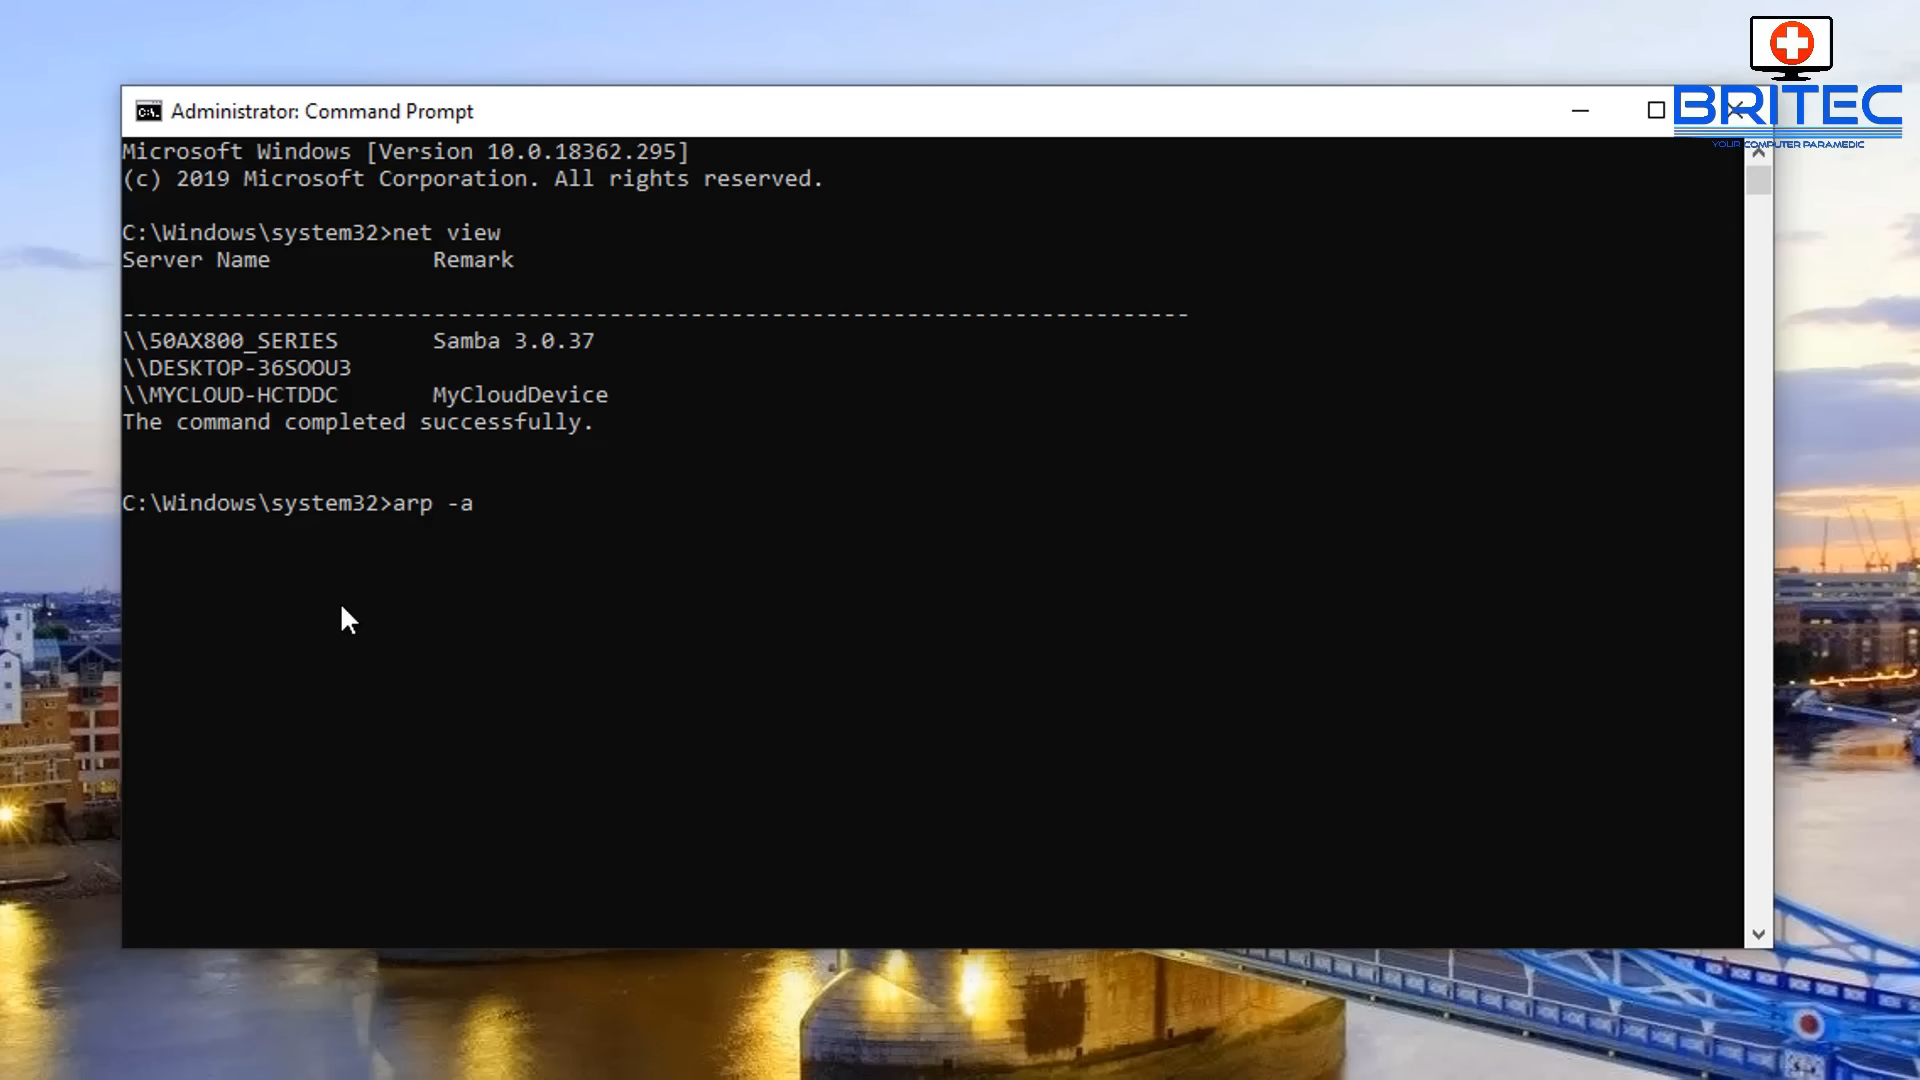 BRITEC
YOUR COMPUTER PARAMEDIC
Administrator: Command Prompt
Microsoft Windows [Version 10.0.18362.295]
(c) 2019 Microsoft Corporation. All rights reserved.
C:\Windows\system32>net view
Server Name            Remark
-------------------------------------------------------------------------------
\\50AX800_SERIES       Samba 3.0.37
\\DESKTOP-36SOOU3
\\MYCLOUD-HCTDDC       MyCloudDevice
The command completed successfully.
C:\Windows\system32>arp -a